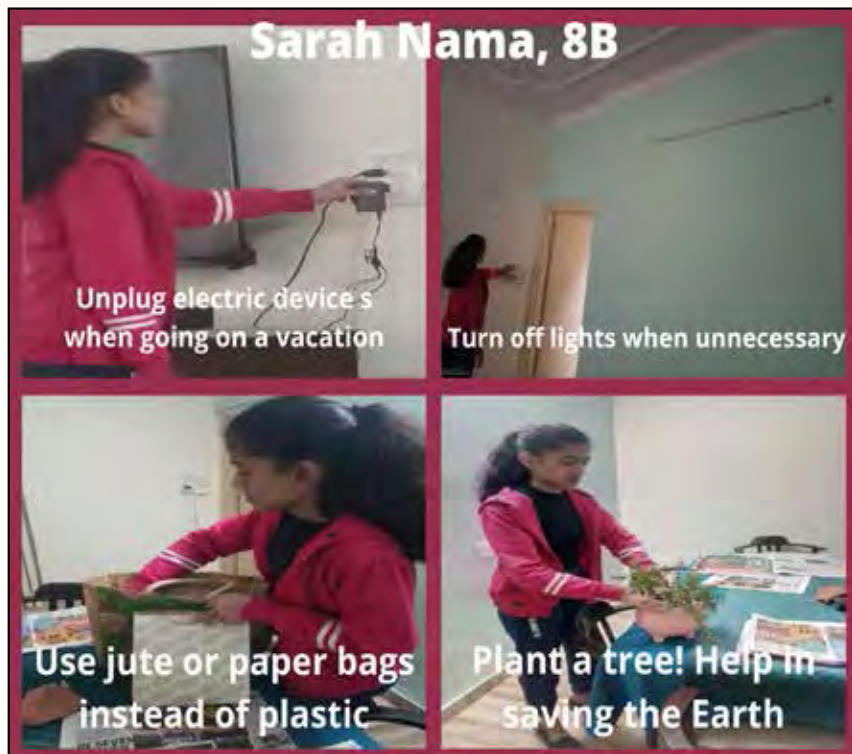 Sarah Nama, 8B
Unplug electric device s
when going on a vacation
Turn off lights when unnecessary
Use jute or paper bags
instead of plastic
Plant a tree! Help in
saving the Earth